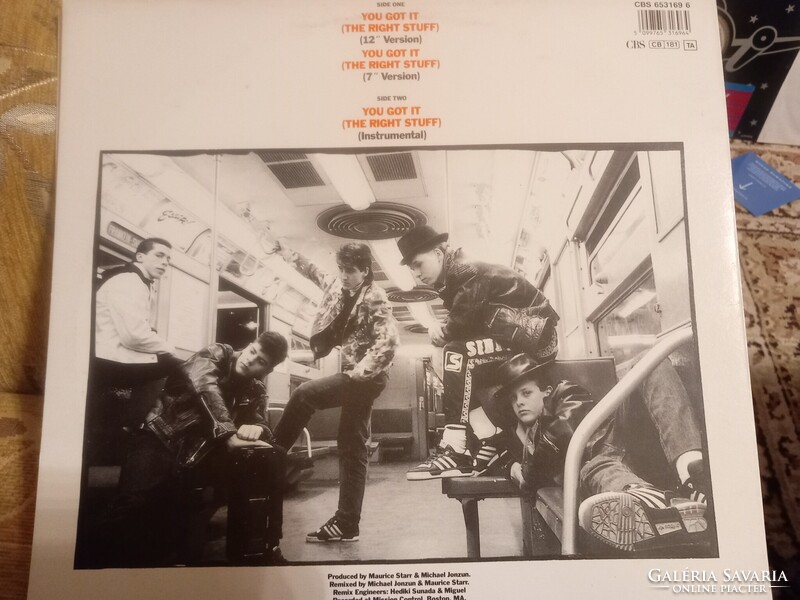 SIDE ONE
YOU GOT IT
(THE RIGHT STUFF)
(12" Version)
YOU GOT IT
(THE RIGHT STUFF)
(7" Version)
SIDE TWO
YOU GOT IT
(THE RIGHT STUFF)
(Instrumental)
CBS 653169 6
5 099765 316964
CBS CB 181 TA
Produced by Maurice Starr & Michael Jonzun.
Remixed by Michael Jonzun & Maurice Starr.
Remix Engineers: Hediki Sunada & Miguel
Recorded at Mission Control, Boston, MA.
GALÉRIA SAVARIA
ONLINE PIACTÉR